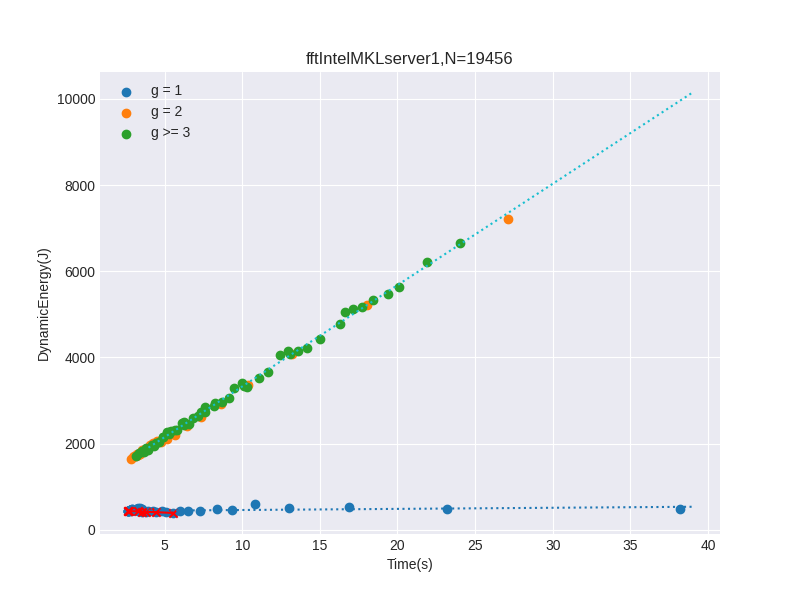 fftIntelMKLserver1,N=19456
g = 1
g = 2
g >= 3
10000
8000
6000
4000
2000
0
DynamicEnergy(J)
5 10 15 20 25 30 35 40
Time(s)